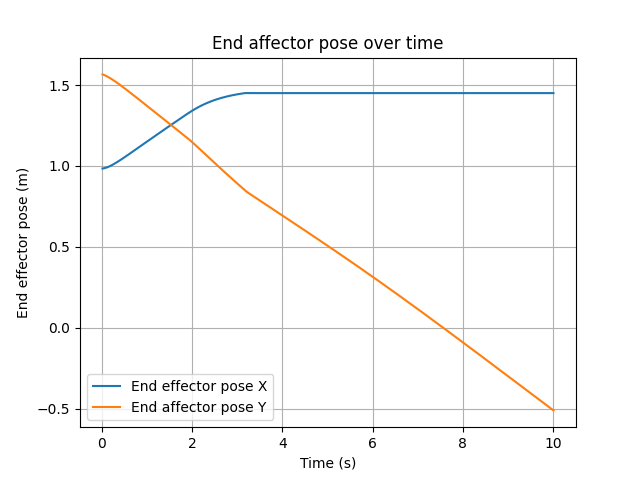 End affector pose over time
End effector pose (m)
1.5
1.0
0.5
0.0
−0.5
End effector pose X
End affector pose Y
0 2 4 6 8 10
Time (s)